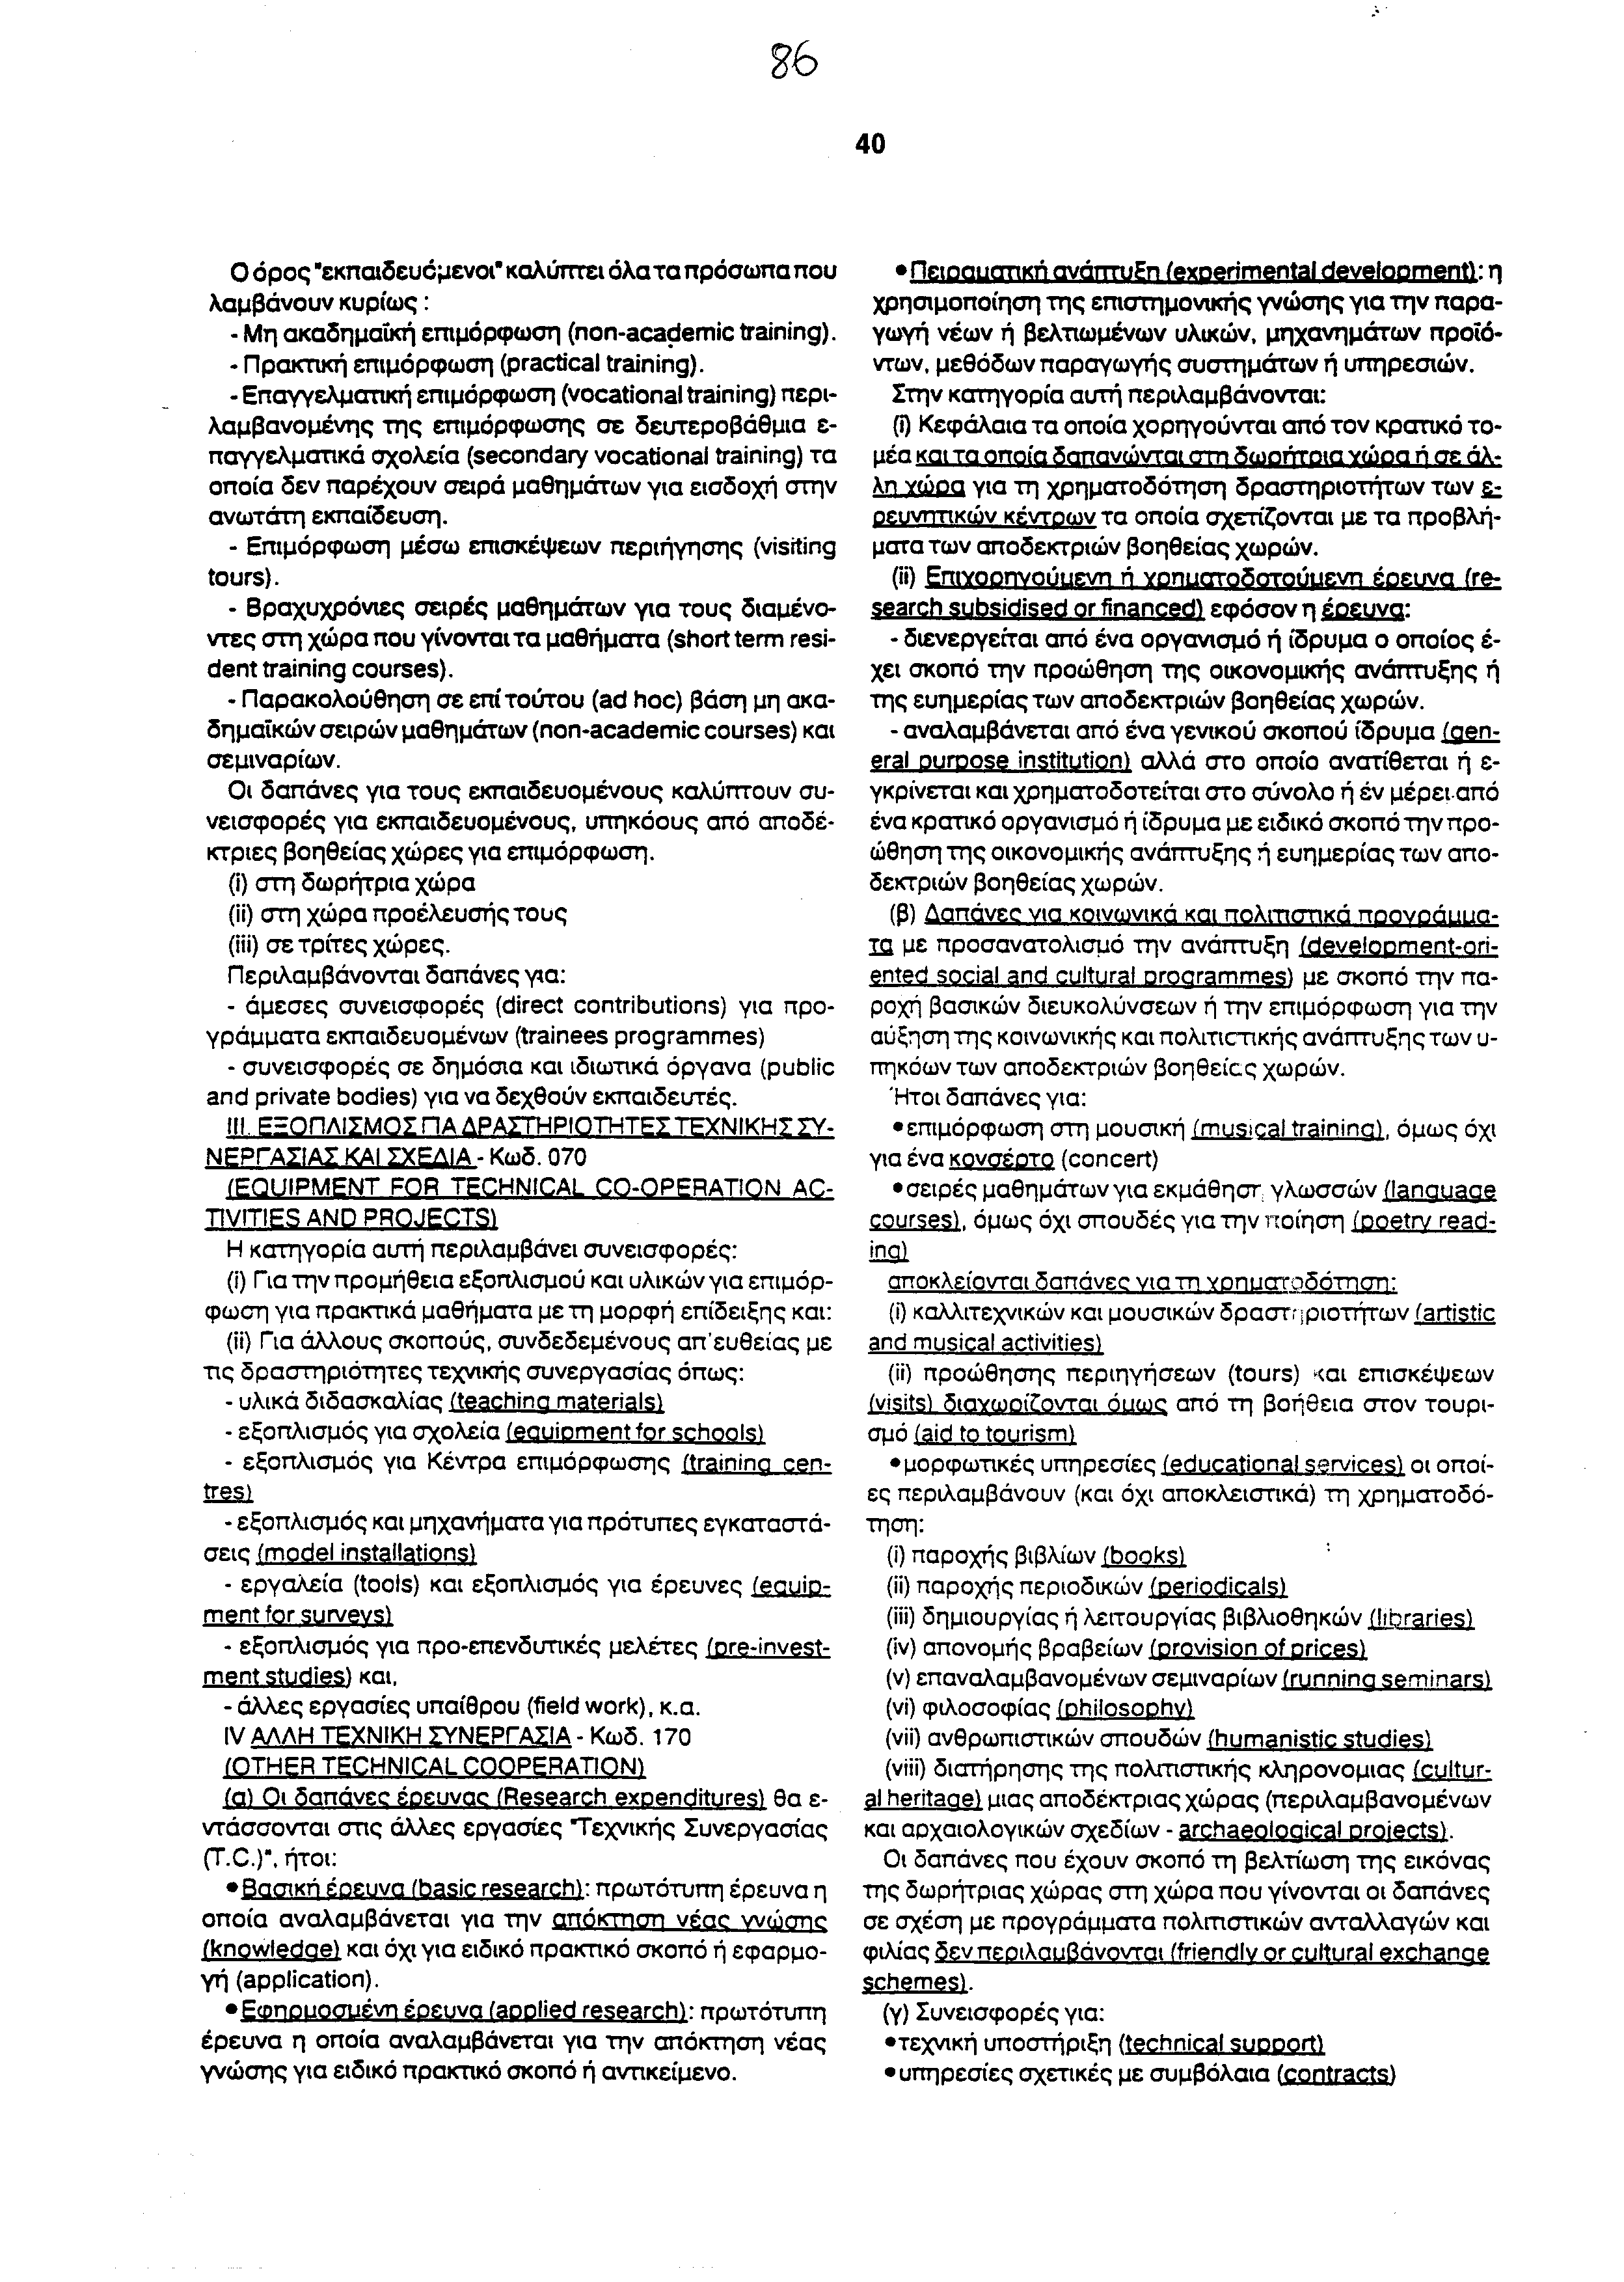 86
40
Ο όρος "εκπαιδευόμενοι" καλύπτει όλα τα πρόσωπα που
λαμβάνουν κυρίως :
- Μη ακαδημαϊκή επιμόρφωση (non-academic training).
- Πρακτική επιμόρφωση (practical training).
- Επαγγελματική επιμόρφωση (vocational training) περι-
λαμβανομένης της επιμόρφωσης σε δευτεροβάθμια ε-
παγγελματικά σχολεία (secondary vocational training) τα
οποία δεν παρέχουν σειρά μαθημάτων για εισδοχή στην
ανωτάτη εκπαίδευση.
- Επιμόρφωση μέσω επισκέψεων περιήγησης (visiting
tours).
- Βραχυχρόνιες σειρές μαθημάτων για τους διαμένο-
ντες στη χώρα που γίνονται τα μαθήματα (short term resi-
dent training courses).
- Παρακολούθηση σε επί τούτου (ad hoc) βάση μη ακα-
δημαϊκών σειρών μαθημάτων (non-academic courses) και
σεμιναρίων.
Οι δαπάνες για τους εκπαιδευομένους καλύπτουν συ-
νεισφορές για εκπαιδευομένους, υπηκόους από αποδέ-
κτριες βοηθείας χώρες για επιμόρφωση.
(i) στη δωρήτρια χώρα
(ii) στη χώρα προέλευσής τους
(iii) σε τρίτες χώρες.
Περιλαμβάνονται δαπάνες για:
- άμεσες συνεισφορές (direct contributions) για προ-
γράμματα εκπαιδευομένων (trainees programmes)
- συνεισφορές σε δημόσια και ιδιωτικά όργανα (public
and private bodies) για να δεχθούν εκπαιδευτές.
III. ΕΞΟΠΛΙΣΜΟΣ ΓΙΑ ΔΡΑΣΤΗΡΙΟΤΗΤΕΣ ΤΕΧΝΙΚΗΣ ΣΥ-
ΝΕΡΓΑΣΙΑΣ ΚΑΙ ΣΧΕΔΙΑ - Κωδ. 070
(EQUIPMENT FOR TECHNICAL CO-OPERATION AC-
TIVITIES AND PROJECTS)
Η κατηγορία αυτή περιλαμβάνει συνεισφορές:
(i) Για την προμήθεια εξοπλισμού και υλικών για επιμόρ-
φωση για πρακτικά μαθήματα με τη μορφή επίδειξης και:
(ii) Για άλλους σκοπούς, συνδεδεμένους απ'ευθείας με
τις δραστηριότητες τεχνικής συνεργασίας όπως:
- υλικά διδασκαλίας (teaching materials)
- εξοπλισμός για σχολεία (equipment for schools)
- εξοπλισμός για Κέντρα επιμόρφωσης (training cen-
tres)
- εξοπλισμός και μηχανήματα για πρότυπες εγκαταστά-
σεις (model installations)
- εργαλεία (tools) και εξοπλισμός για έρευνες (equip-
ment for surveys)
- εξοπλισμός για προ-επενδυτικές μελέτες (pre-invest-
ment studies) και,
- άλλες εργασίες υπαίθρου (field work), κ.α.
IV ΑΛΛΗ ΤΕΧΝΙΚΗ ΣΥΝΕΡΓΑΣΙΑ - Κωδ. 170
(OTHER TECHNICAL COOPERATION)
(α) Οι δαπάνες έρευνας (Research expenditures) θα ε-
ντάσσονται στις άλλες εργασίες "Τεχνικής Συνεργασίας
(T.C.)", ήτοι:
• Βασική έρευνα (basic research): πρωτότυπη έρευνα η
οποία αναλαμβάνεται για την απόκτηση νέας γνώσης
(knowledge) και όχι για ειδικό πρακτικό σκοπό ή εφαρμο-
γή (application).
• Εφηρμοσμένη έρευνα (applied research): πρωτότυπη
έρευνα η οποία αναλαμβάνεται για την απόκτηση νέας
γνώσης για ειδικό πρακτικό σκοπό ή αντικείμενο.
• Πειραματική ανάπτυξη (experimental development): η
χρησιμοποίηση της επιστημονικής γνώσης για την παρα-
γωγή νέων ή βελτιωμένων υλικών, μηχανημάτων προϊό-
ντων, μεθόδων παραγωγής συστημάτων ή υπηρεσιών.
Στην κατηγορία αυτή περιλαμβάνονται:
(i) Κεφάλαια τα οποία χορηγούνται από τον κρατικό το-
μέα και τα οποία δαπανώνται στη δωρήτρια χώρα ή σε άλ-
λη χώρα για τη χρηματοδότηση δραστηριοτήτων των ε-
ρευνητικών κέντρων τα οποία σχετίζονται με τα προβλή-
ματα των αποδεκτριών βοηθείας χωρών.
(ii) Επιχορηγούμενη ή χρηματοδοτούμενη έρευνα (re-
search subsidised or financed) εφόσον η έρευνα:
- διενεργείται από ένα οργανισμό ή ίδρυμα ο οποίος έ-
χει σκοπό την προώθηση της οικονομικής ανάπτυξης ή
της ευημερίας των αποδεκτριών βοηθείας χωρών.
- αναλαμβάνεται από ένα γενικού σκοπού ίδρυμα (gen-
eral purpose institution) αλλά στο οποίο ανατίθεται ή ε-
γκρίνεται και χρηματοδοτείται στο σύνολο ή έν μέρει από
ένα κρατικό οργανισμό ή ίδρυμα με ειδικό σκοπό την προ-
ώθηση της οικονομικής ανάπτυξης ή ευημερίας των απο-
δεκτριών βοηθείας χωρών.
(β) Δαπάνες για κοινωνικά και πολιτιστικά προγράμμα-
τα με προσανατολισμό την ανάπτυξη (development-ori-
ented social and cultural programmes) με σκοπό την πα-
ροχή βασικών διευκολύνσεων ή την επιμόρφωση για την
αύξηση της κοινωνικής και πολιτιστικής ανάπτυξης των υ-
πηκόων των αποδεκτριών βοηθείας χωρών.
Ήτοι δαπάνες για:
• επιμόρφωση στη μουσική (musical training), όμως όχι
για ένα κονσέρτο (concert)
• σειρές μαθημάτων για εκμάθηση γλωσσών (language
courses), όμως όχι σπουδές για την ποίηση (poetry read-
ing)
αποκλείονται δαπάνες για τη χρηματοδότηση:
(i) καλλιτεχνικών και μουσικών δραστηριοτήτων (artistic
and musical activities)
(ii) προώθησης περιηγήσεων (tours) και επισκέψεων
(visits) διαχωρίζονται όμως από τη βοήθεια στον τουρι-
σμό (aid to tourism)
• μορφωτικές υπηρεσίες (educational services) οι οποί-
ες περιλαμβάνουν (και όχι αποκλειστικά) τη χρηματοδό-
τηση:
(i) παροχής βιβλίων (books)
(ii) παροχής περιοδικών (periodicals)
(iii) δημιουργίας ή λειτουργίας βιβλιοθηκών (libraries)
(iv) απονομής βραβείων (provision of prices)
(v) επαναλαμβανομένων σεμιναρίων (running seminars)
(vi) φιλοσοφίας (philosophy)
(vii) ανθρωπιστικών σπουδών (humanistic studies)
(viii) διατήρησης της πολιτιστικής κληρονομιας (cultur-
al heritage) μιας αποδέκτριας χώρας (περιλαμβανομένων
και αρχαιολογικών σχεδίων - archaeological projects).
Οι δαπάνες που έχουν σκοπό τη βελτίωση της εικόνας
της δωρήτριας χώρας στη χώρα που γίνονται οι δαπάνες
σε σχέση με προγράμματα πολιτιστικών ανταλλαγών και
φιλίας δεν περιλαμβάνονται (friendly or cultural exchange
schemes).
(γ) Συνεισφορές για:
• τεχνική υποστήριξη (technical support)
• υπηρεσίες σχετικές με συμβόλαια (contracts)